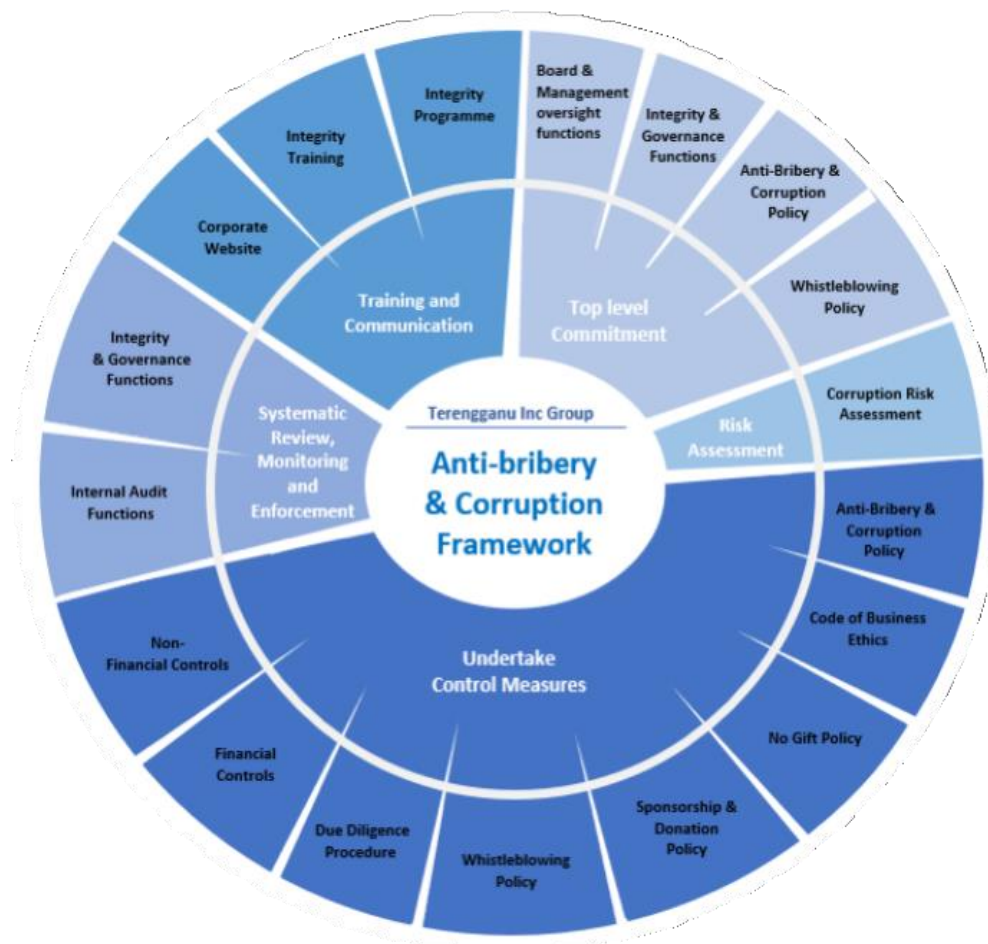 Terengganu Inc Group
Anti-bribery
& Corruption
Framework
Top level
Commitment
Board &
Management
oversight
functions
Integrity &
Governance
Functions
Anti-Bribery &
Corruption
Policy
Whistleblowing
Policy
Risk
Assessment
Corruption Risk
Assessment
Undertake
Control Measures
Anti-Bribery &
Corruption
Policy
Code of Business
Ethics
No Gift Policy
Sponsorship &
Donation
Policy
Whistleblowing
Policy
Due Diligence
Procedure
Financial
Controls
Non-
Financial Controls
Systematic
Review,
Monitoring
and
Enforcement
Internal Audit
Functions
Integrity
& Governance
Functions
Training and
Communication
Corporate
Website
Integrity
Training
Integrity
Programme